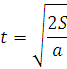 t = √(2S/a)